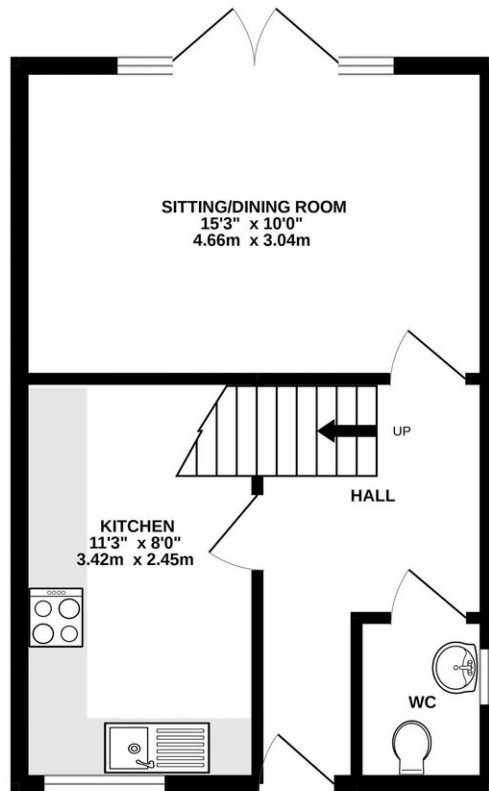 SITTING/DINING ROOM
15'3" x 10'0"
4.66m x 3.04m
UP
HALL
KITCHEN
11'3" x 8'0"
3.42m x 2.45m
WC